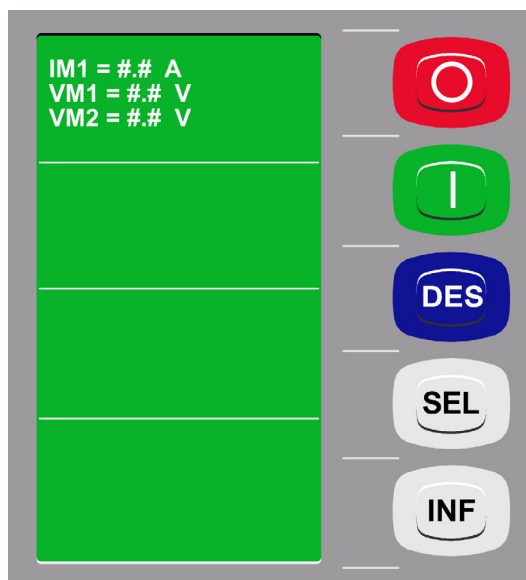 IM1 = #.# A
VM1 = #.# V
VM2 = #.# V
O
I
DES
SEL
INF